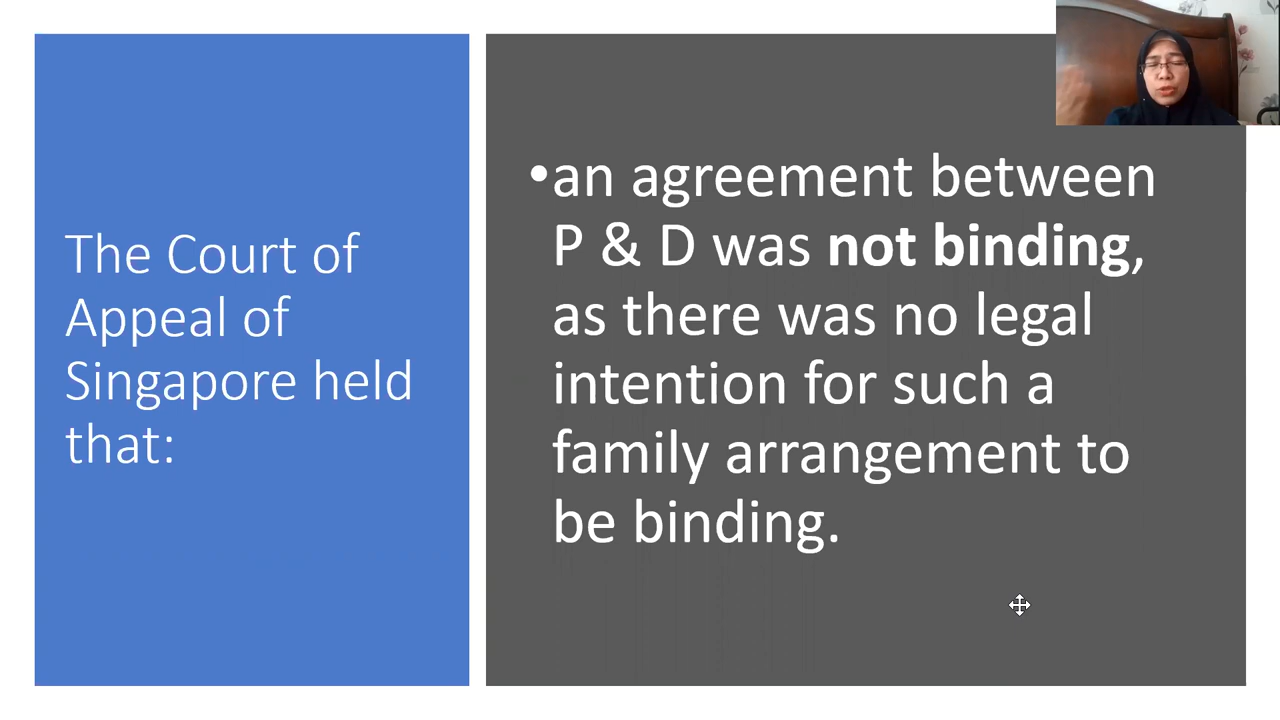 The Court of
Appeal of
Singapore held
that:
•an agreement between
P & D was not binding,
as there was no legal
intention for such a
family arrangement to
be binding.